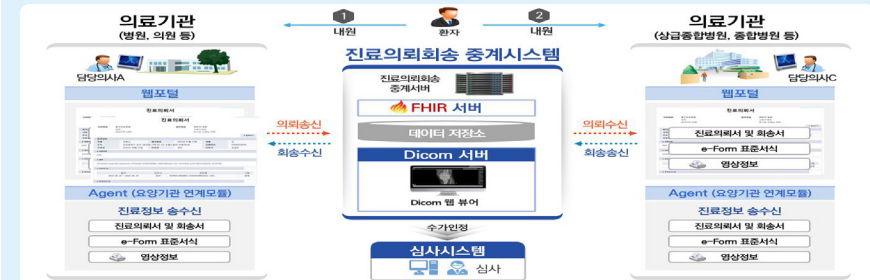 의료기관
(병원, 의원 등)
담당의사A
웹포털
진료의뢰서
진료의뢰서
Agent (요양기관 연계모듈)
진료정보 송수신
진료의뢰서 및 회송서
e-Form 표준서식
영상정보
1
내원
환자
2
내원
진료의뢰회송 중계시스템
진료의뢰회송
중계서버
FHIR 서버
데이터 저장소
Dicom 서버
Dicom 웹 뷰어
수가인정
심사시스템
심사
의뢰송신
회송수신
의뢰수신
회송송신
의료기관
(상급종합병원, 종합병원 등)
담당의사C
웹포털
진료의뢰서
진료의뢰서 및 회송서
e-Form 표준서식
영상정보
Agent (요양기관 연계모듈)
진료정보 송수신
진료의뢰서 및 회송서
e-Form 표준서식
영상정보